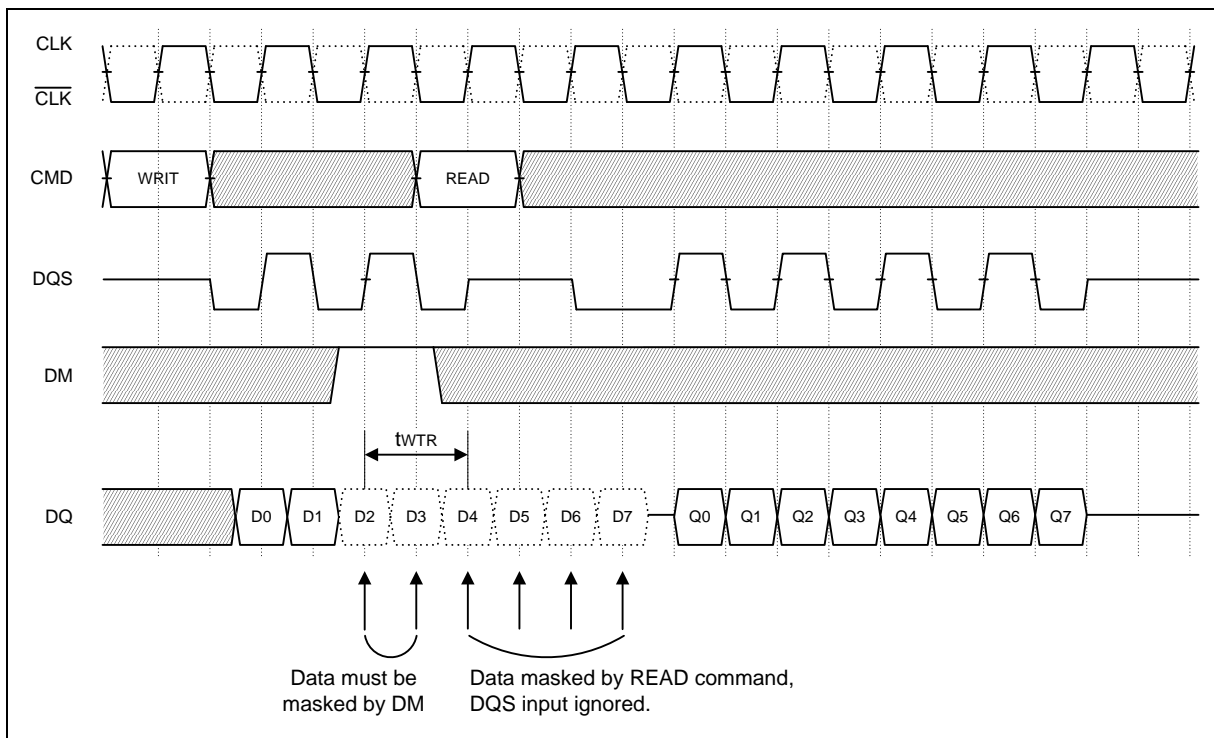 CLK
CLK
CMD WRIT READ
DQS
DM
tWTR
DQ D0 D1 D2 D3 D4 D5 D6 D7 Q0 Q1 Q2 Q3 Q4 Q5 Q6 Q7
Data must be
masked by DM
Data masked by READ command,
DQS input ignored.